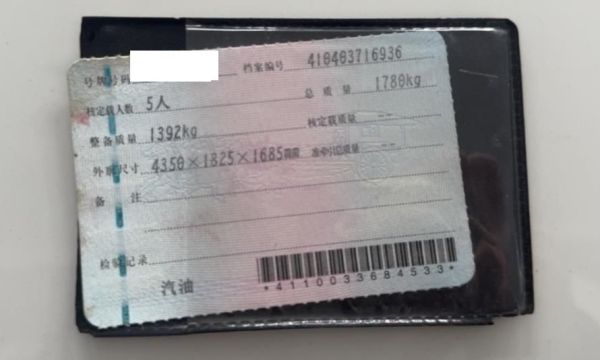 号牌号码 档案编号 410403716936
核定载人数 5人 总质量 1780kg
整备质量 1392kg 核定载质量 --
外廓尺寸 4350×1825×1685mm 准牵引总质量 --
备注
检验记录
汽油
*4110033684533*